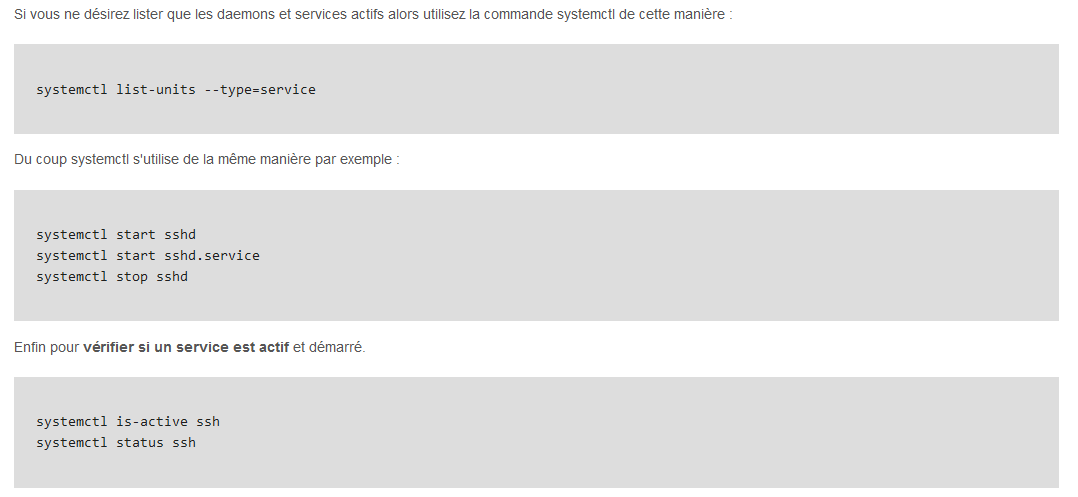 Si vous ne désirez lister que les daemons et services actifs alors utilisez la commande systemctl de cette manière :
systemctl list-units --type=service
Du coup systemctl s'utilise de la même manière par exemple :
systemctl start sshd
systemctl start sshd.service
systemctl stop sshd
Enfin pour vérifier si un service est actif et démarré.
systemctl is-active ssh
systemctl status ssh